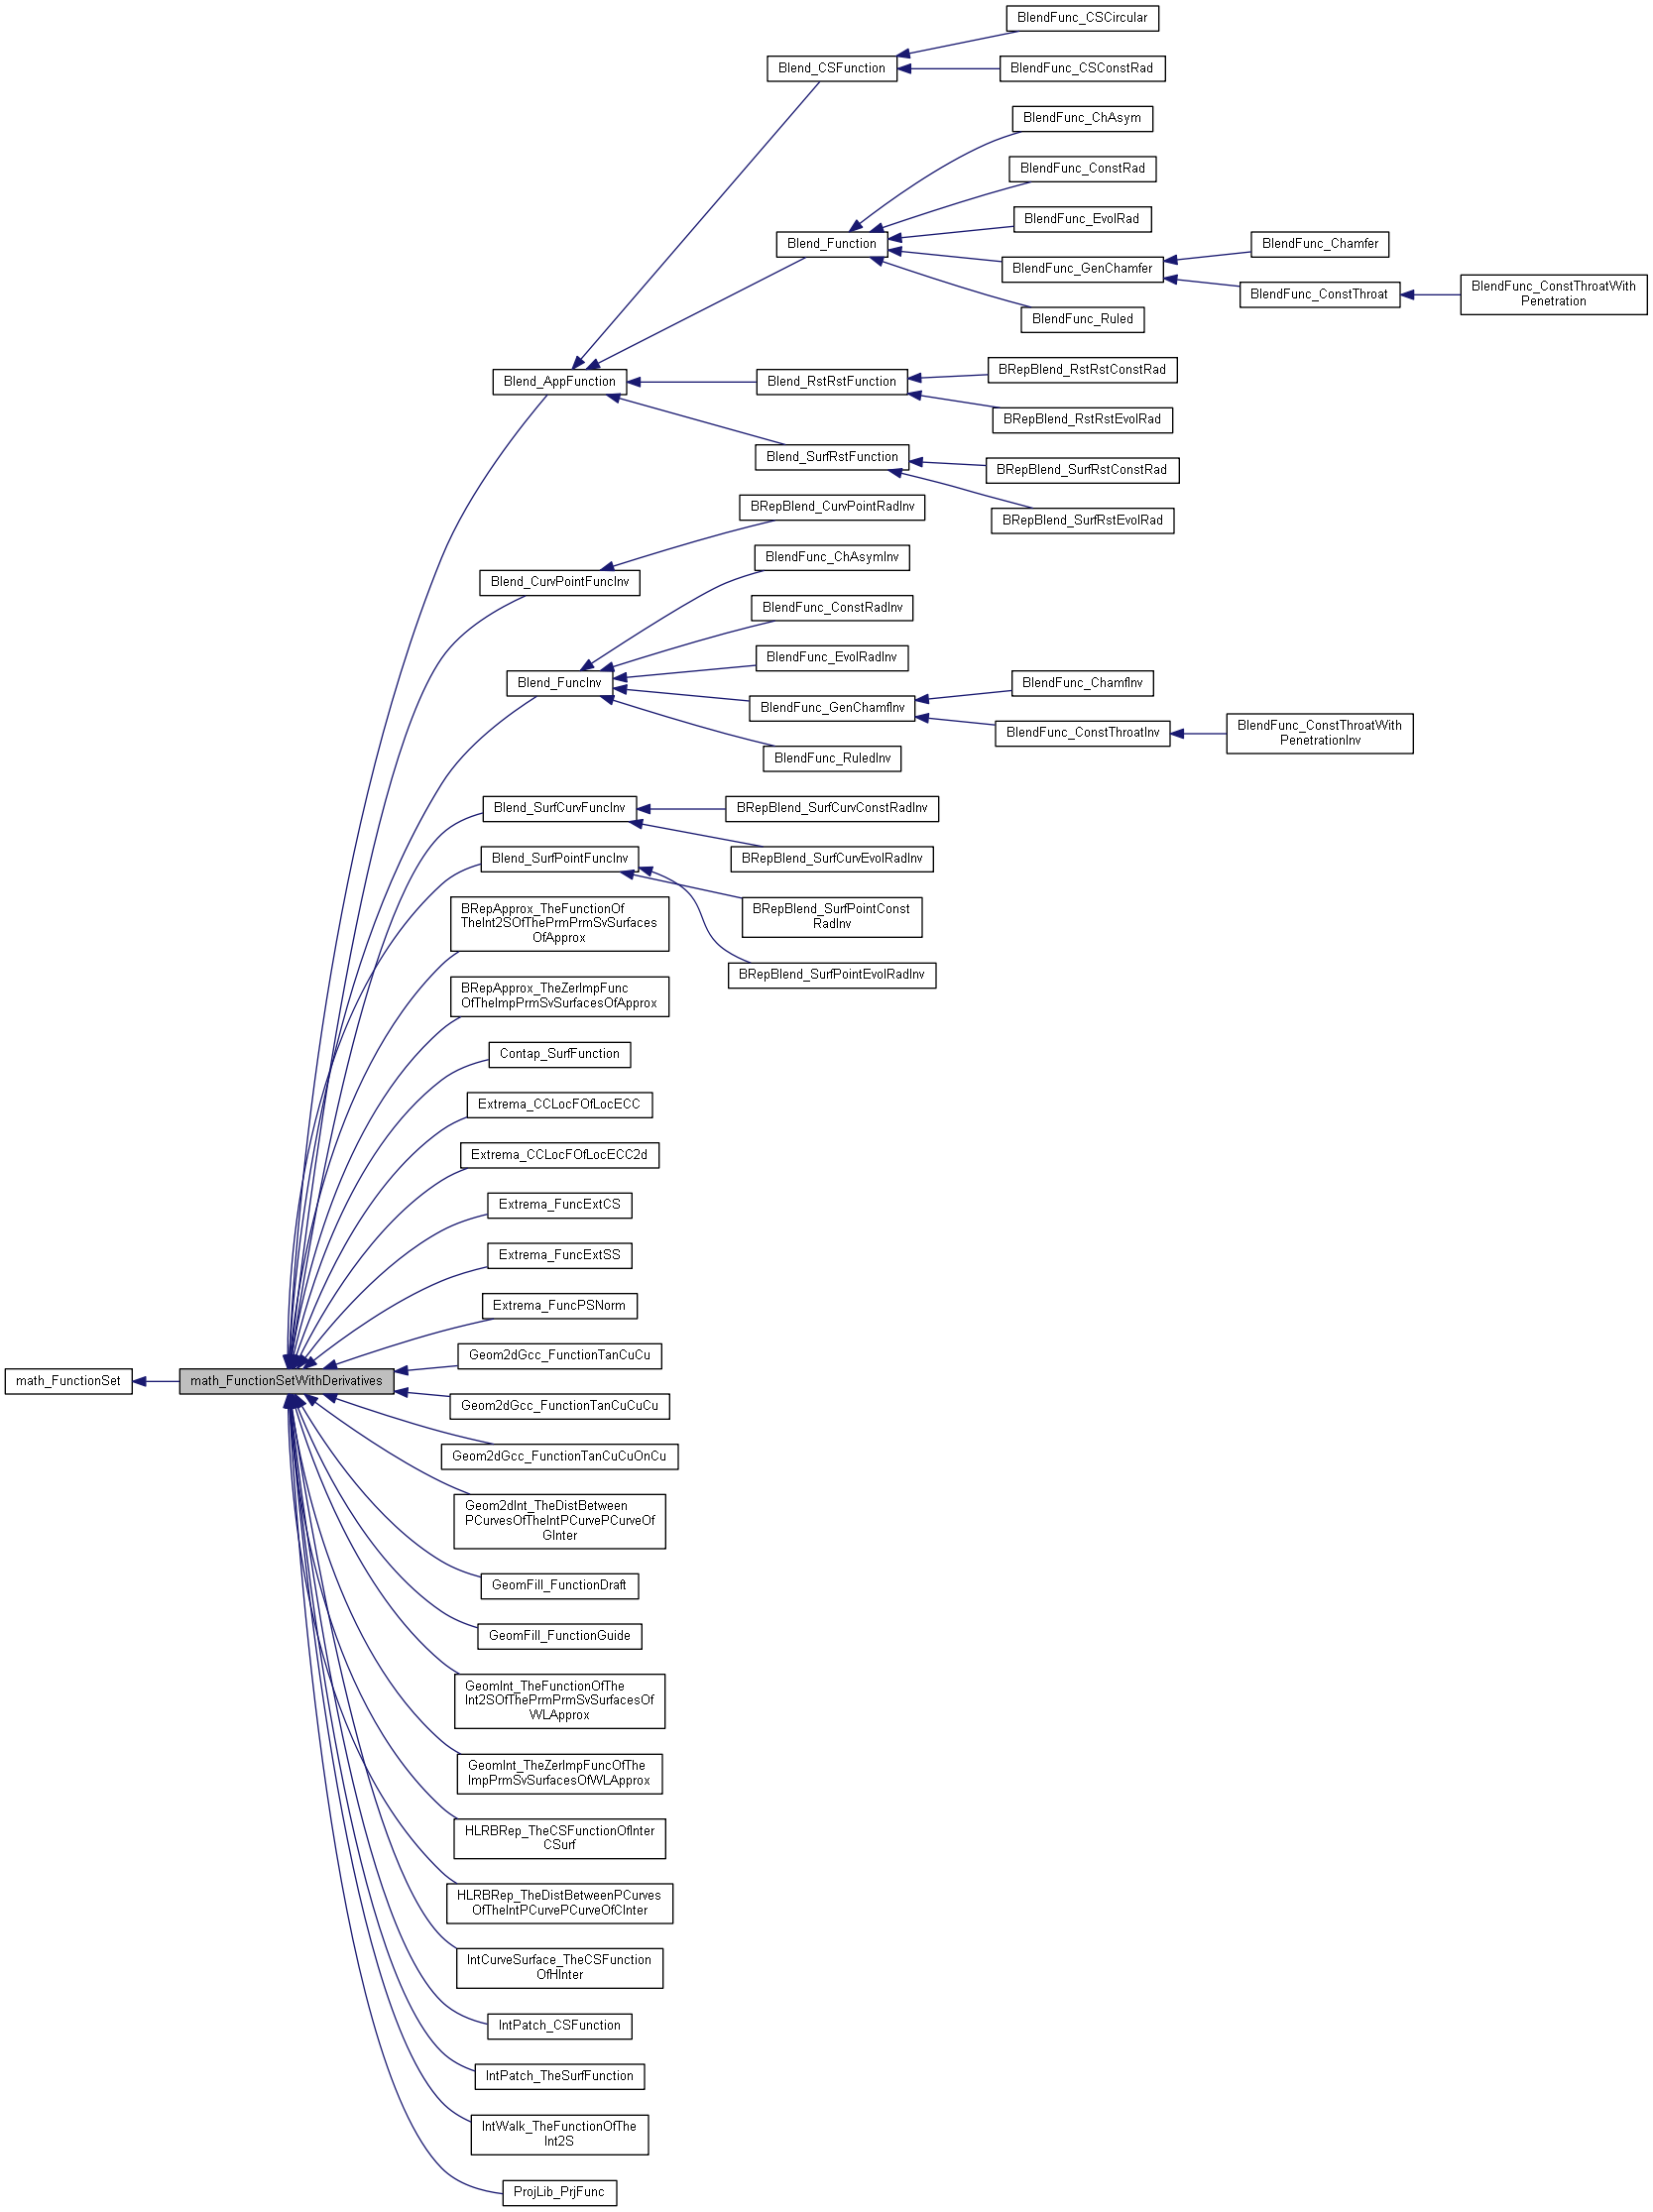 BlendFunc_CSCircular
Blend_CSFunction
BlendFunc_CSConstRad
BlendFunc_ChAsym
BlendFunc_ConstRad
BlendFunc_EvolRad
Blend_Function
BlendFunc_Chamfer
BlendFunc_GenChamfer
BlendFunc_ConstThroat
BlendFunc_ConstThroatWith
Penetration
BlendFunc_Ruled
BRepBlend_RstRstConstRad
Blend_AppFunction
Blend_RstRstFunction
BRepBlend_RstRstEvolRad
Blend_SurfRstFunction
BRepBlend_SurfRstConstRad
BRepBlend_CurvPointRadInv
BRepBlend_SurfRstEvolRad
BlendFunc_ChAsymInv
Blend_CurvPointFuncInv
BlendFunc_ConstRadInv
BlendFunc_EvolRadInv
Blend_FuncInv
BlendFunc_ChamfInv
BlendFunc_GenChamfInv
BlendFunc_ConstThroatInv
BlendFunc_ConstThroatWith
PenetrationInv
BlendFunc_RuledInv
Blend_SurfCurvFuncInv
BRepBlend_SurfCurvConstRadInv
Blend_SurfPointFuncInv
BRepBlend_SurfCurvEvolRadInv
BRepApprox_TheFunctionOf
TheInt2SOfThePrmPrmSvSurfaces
OfApprox
BRepBlend_SurfPointConst
RadInv
BRepBlend_SurfPointEvolRadInv
BRepApprox_TheZerImpFunc
OfTheImpPrmSvSurfacesOfApprox
Contap_SurfFunction
Extrema_CCLocFOfLocECC
Extrema_CCLocFOfLocECC2d
Extrema_FuncExtCS
Extrema_FuncExtSS
Extrema_FuncPSNorm
Geom2dGcc_FunctionTanCuCu
math_FunctionSet
math_FunctionSetWithDerivatives
Geom2dGcc_FunctionTanCuCuCu
Geom2dGcc_FunctionTanCuCuOnCu
Geom2dInt_TheDistBetween
PCurvesOfTheIntPCurvePCurveOf
GInter
GeomFill_FunctionDraft
GeomFill_FunctionGuide
GeomInt_TheFunctionOfThe
Int2SOfThePrmPrmSvSurfacesOf
WLApprox
GeomInt_TheZerImpFuncOfThe
ImpPrmSvSurfacesOfWLApprox
HLRBRep_TheCSFunctionOfInter
CSurf
HLRBRep_TheDistBetweenPCurves
OfTheIntPCurvePCurveOfCInter
IntCurveSurface_TheCSFunction
OfHInter
IntPatch_CSFunction
IntPatch_TheSurfFunction
IntWalk_TheFunctionOfThe
Int2S
ProjLib_PrjFunc